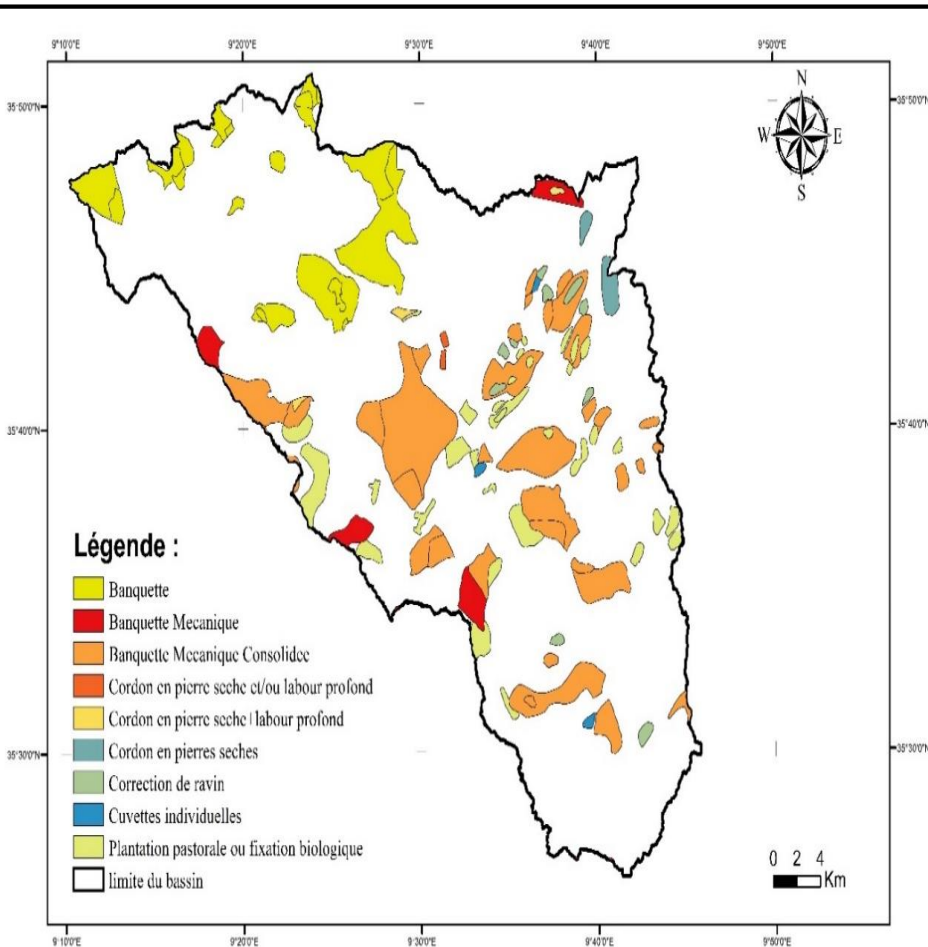 9°10'0"E 9°20'0"E 9°30'0"E 9°40'0"E 9°50'0"E
N
35°50'0"N 35°50'0"N
W E
S
35°40'0"N 35°40'0"N
Légende :
Banquette
Banquette Mecanique
Banquette Mecanique Consolidee
Cordon en pierre seche et/ou labour profond
Cordon en pierre seche labour profond
35°30'0"N 35°30'0"N
Cordon en pierres seches
Correction de ravin
Cuvettes individuelles
Plantation pastorale ou fixation biologique
limite du bassin
0 2 4
Km
9°10'0"E 9°20'0"E 9°30'0"E 9°40'0"E 9°50'0"E